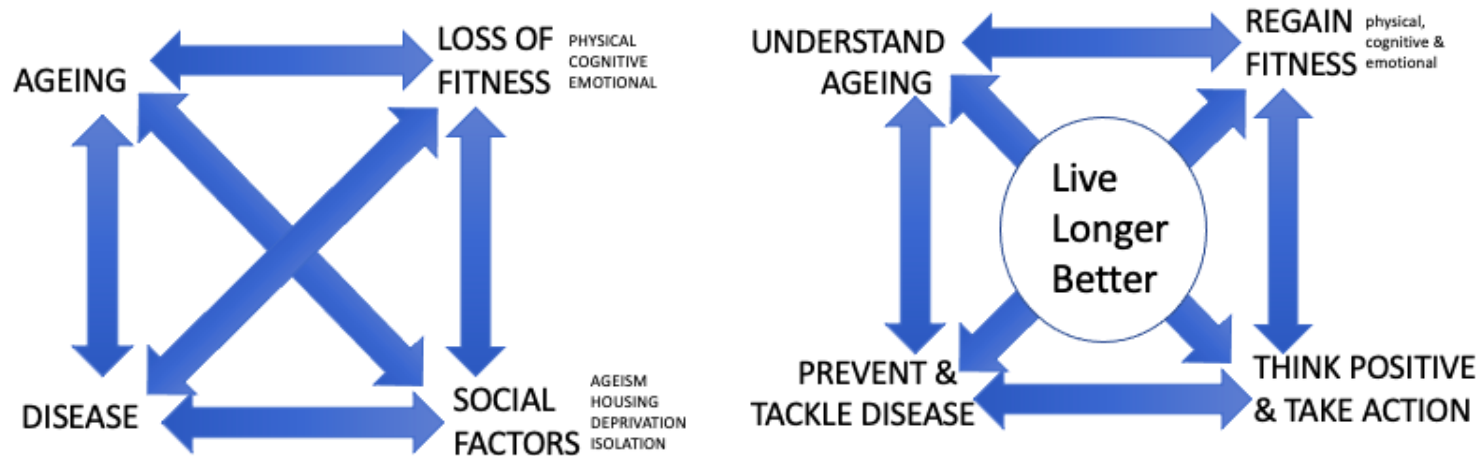 AGEING
LOSS OF
FITNESS
PHYSICAL
COGNITIVE
EMOTIONAL
DISEASE
SOCIAL
FACTORS
AGEISM
HOUSING
DEPRIVATION
ISOLATION
UNDERSTAND
AGEING
REGAIN
FITNESS
physical,
cognitive &
emotional
Live
Longer
Better
PREVENT &
TACKLE DISEASE
THINK POSITIVE
& TAKE ACTION